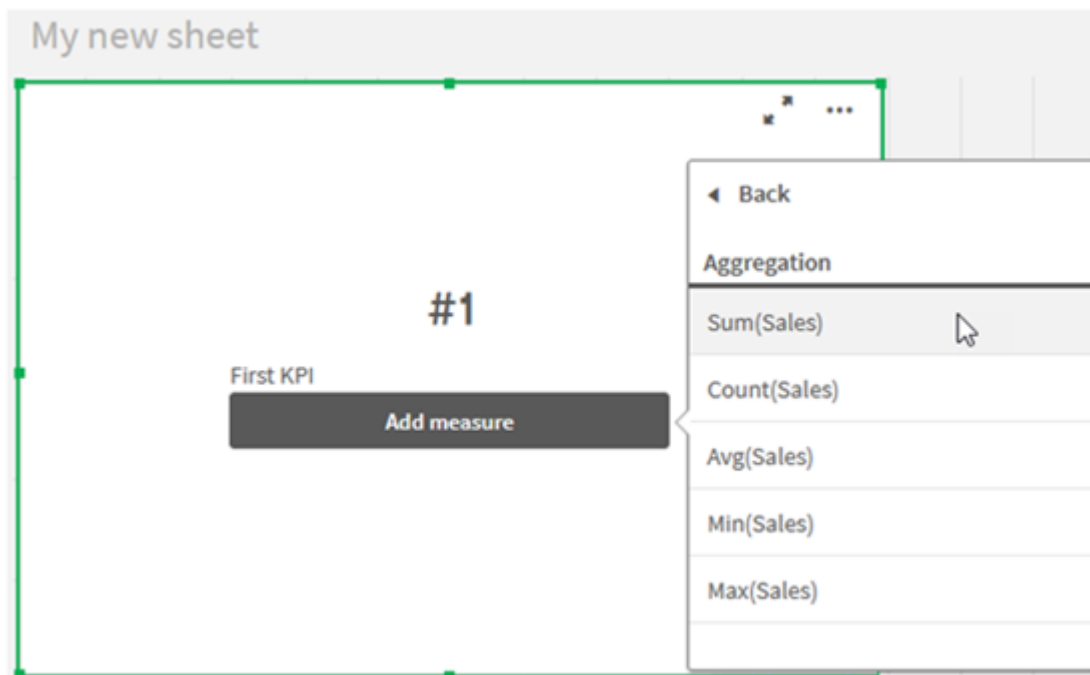 My new sheet
#1
First KPI
Add measure
Back
Aggregation
Sum(Sales)
Count(Sales)
Avg(Sales)
Min(Sales)
Max(Sales)